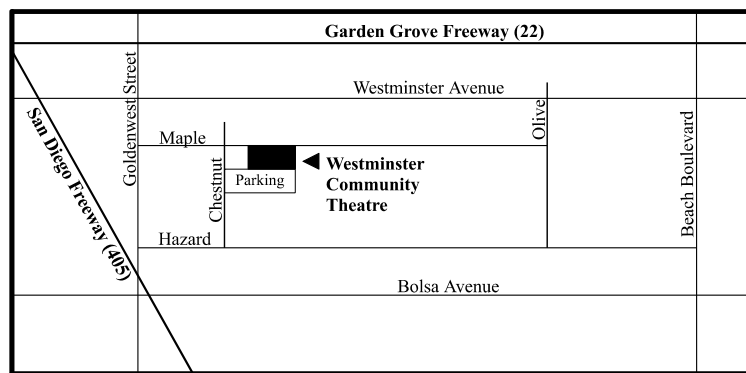 Garden Grove Freeway (22)
Goldenwest Street
Westminster Avenue
San Diego Freeway (405)
Olive
Beach Boulevard
Maple
Chestnut
Parking
Westminster
Community
Theatre
Hazard
Bolsa Avenue